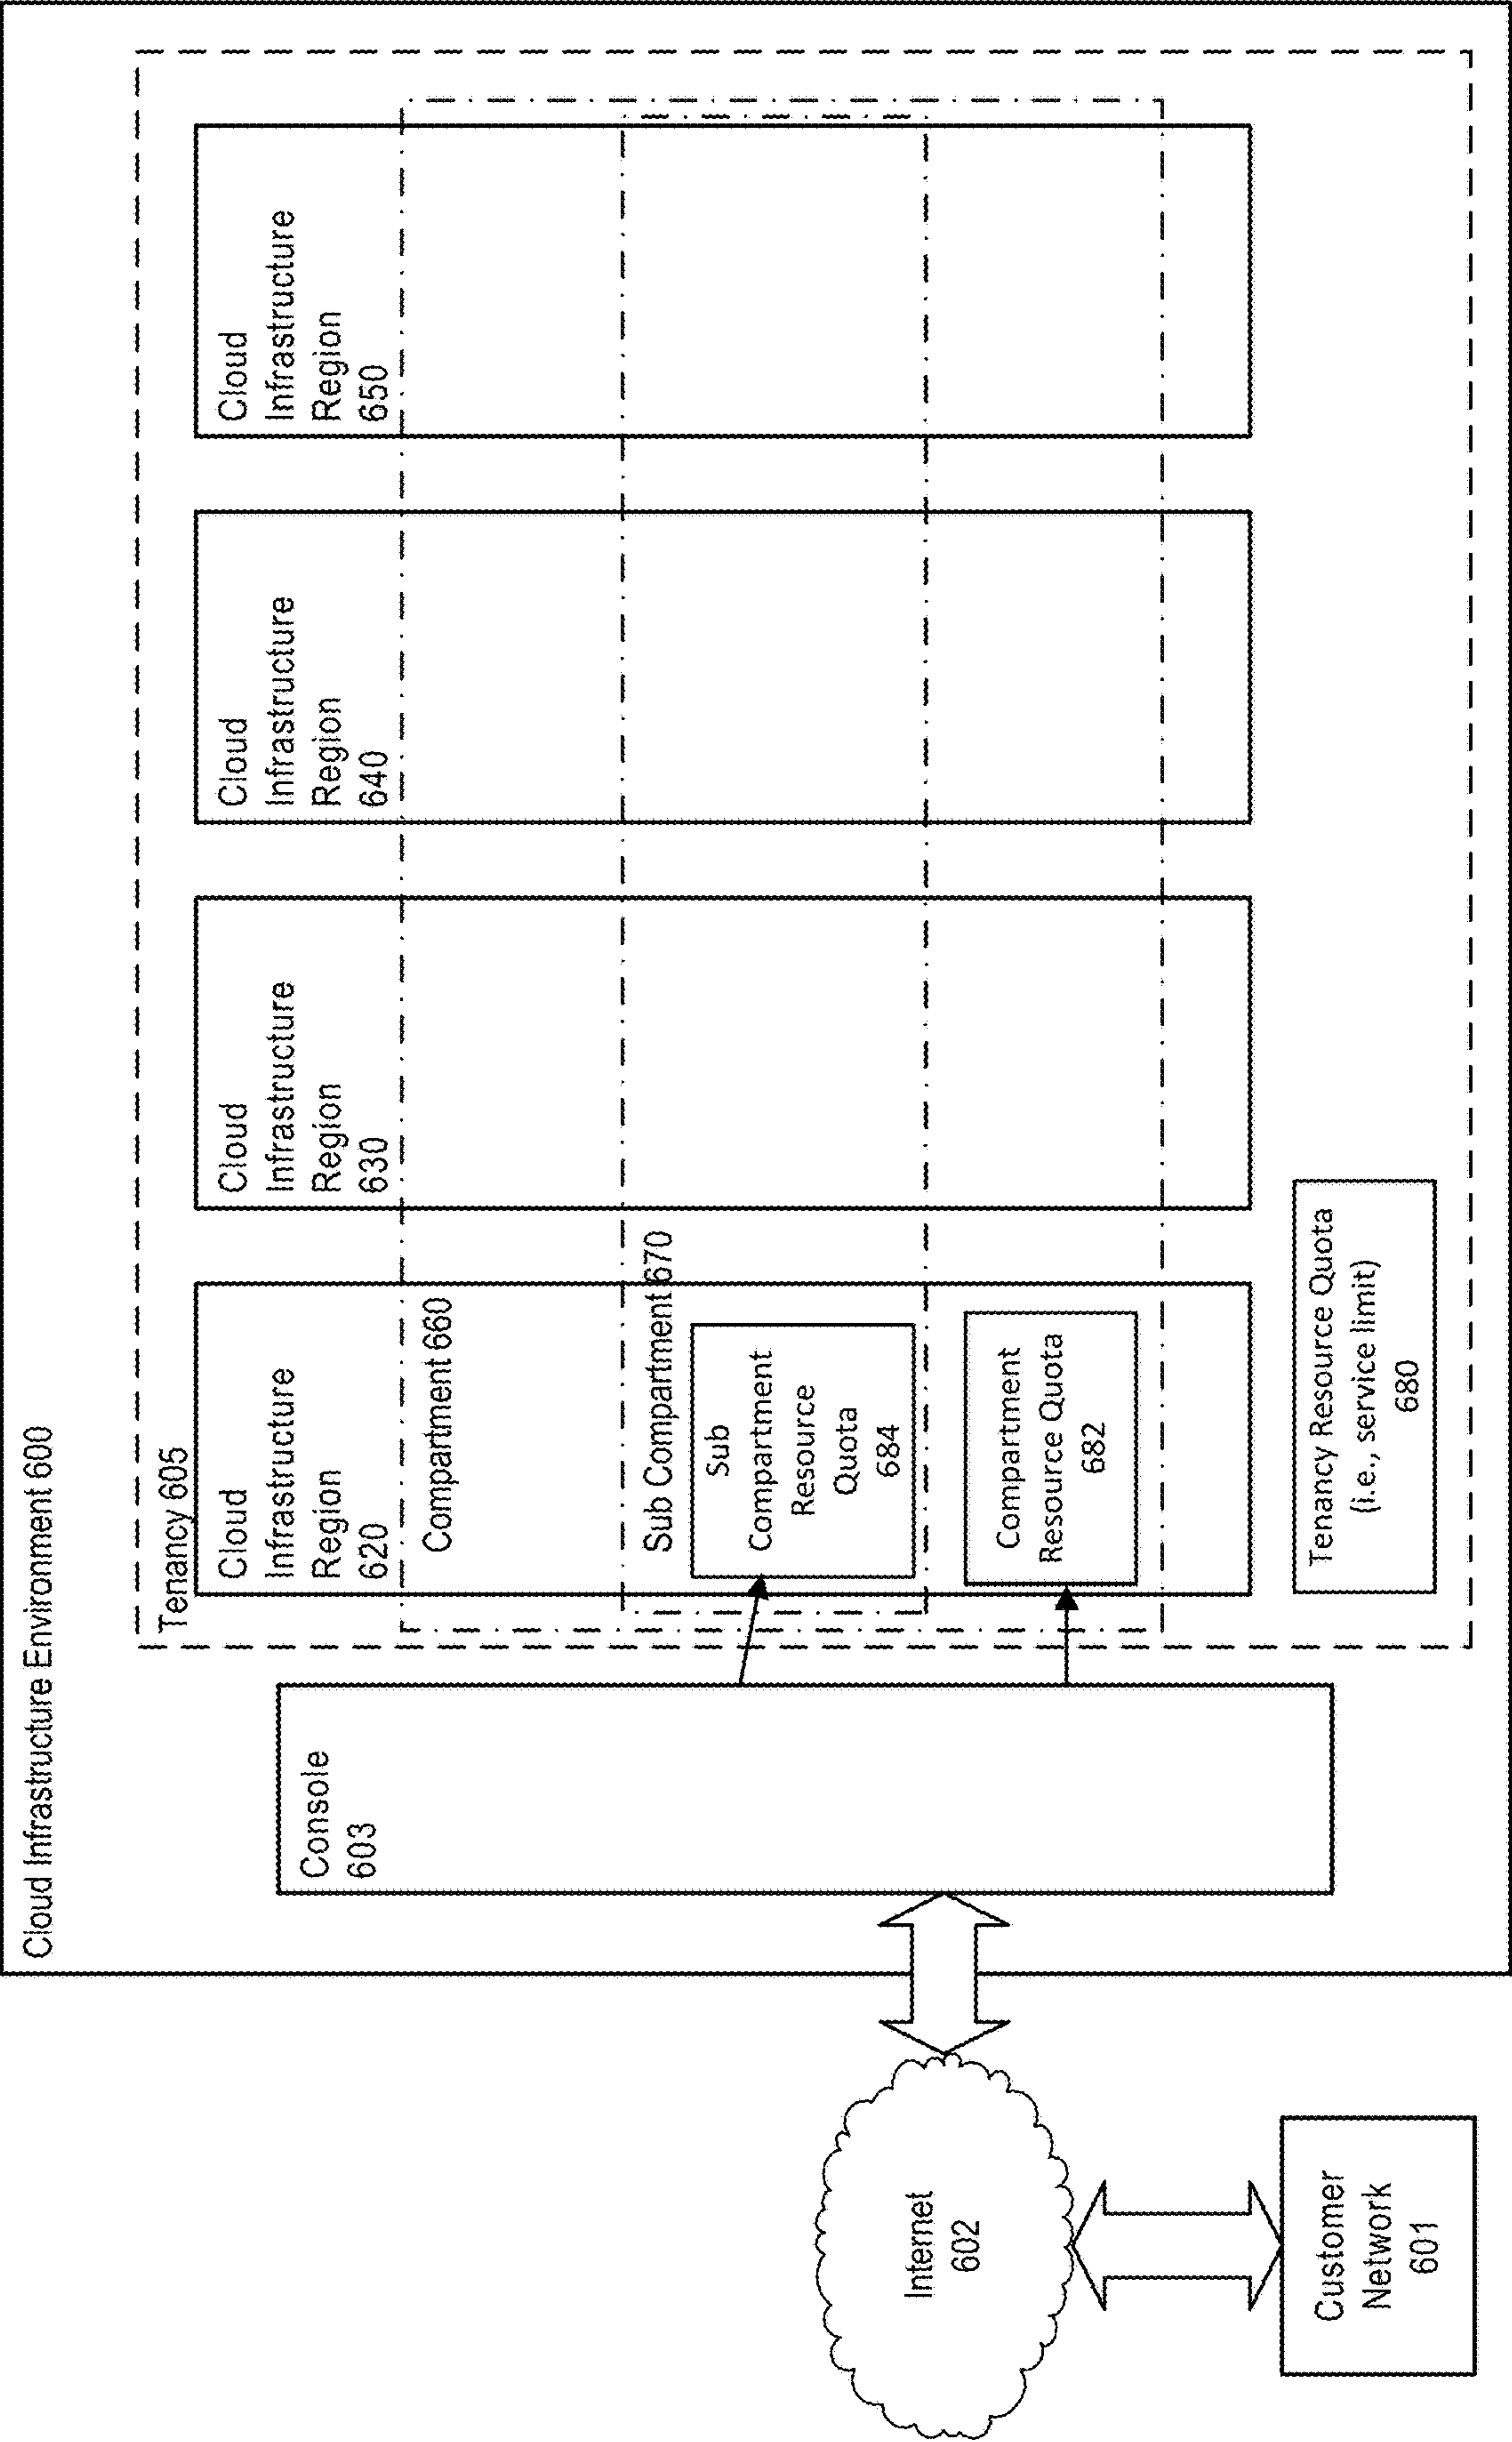 Cloud Infrastructure Environment 600
Tenancy 605
Console
603
Cloud
Infrastructure
Region
620
Compartment 660
Sub Compartment 670
Sub
Compartment
Resource
Quota
684
Compartment
Resource Quota
682
Cloud
Infrastructure
Region
630
Cloud
Infrastructure
Region
640
Cloud
Infrastructure
Region
650
Tenancy Resource Quota
(i.e., service limit)
680
Internet
602
Customer
Network
601